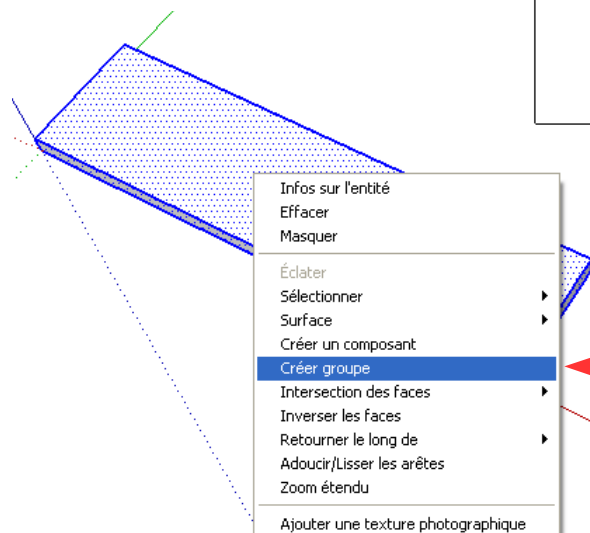 Infos sur l'entité
Effacer
Masquer
Éclater
Sélectionner
Surface
Créer un composant
Créer groupe
Intersection des faces
Inverser les faces
Retourner le long de
Adoucir/Lisser les arêtes
Zoom étendu
Ajouter une texture photographique